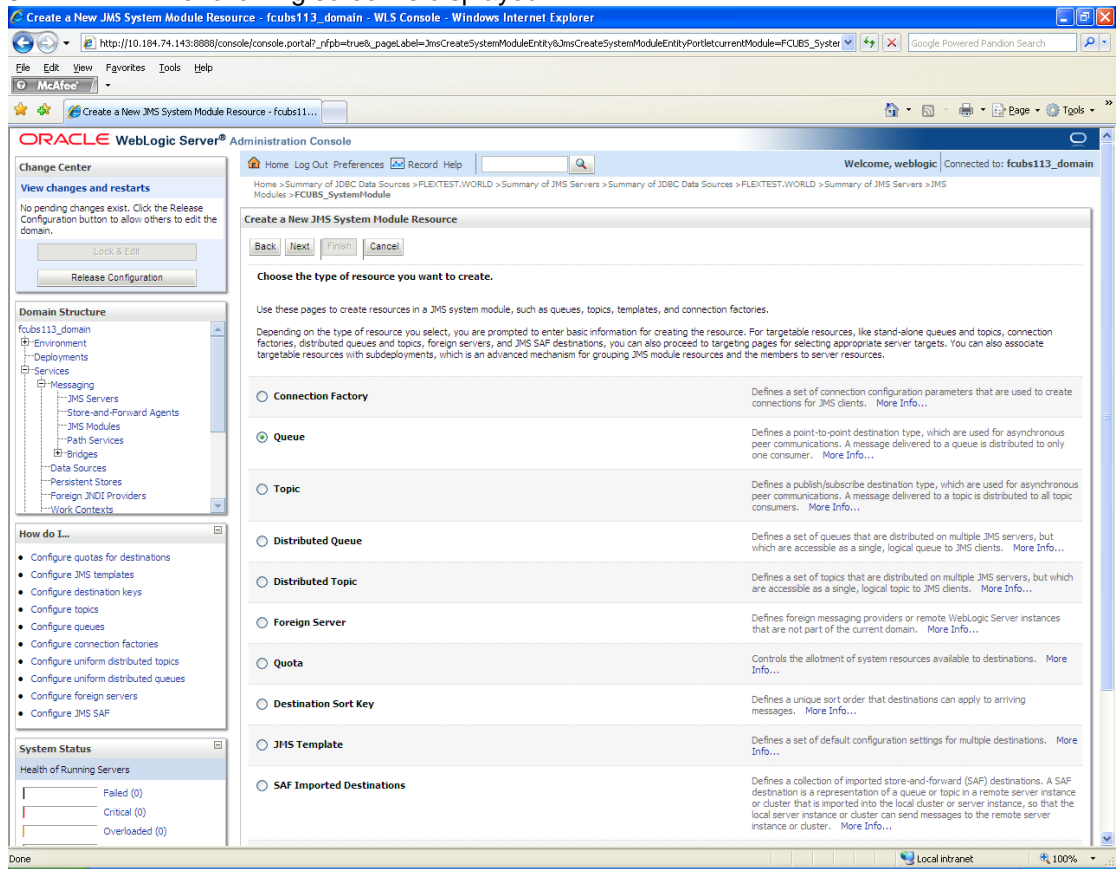 Create a New JMS System Module Resource - fcubs113_domain - WLS Console - Windows Internet Explorer
http://10.184.74.143:8888/console/console.portal?_nfpb=true&_pageLabel=JmsCreateSystemModuleEntity&JmsCreateSystemModuleEntityPortletcurrentModule=FCUBS_System
Google Powered Pandion Search
File Edit View Favorites Tools Help
McAfee
Create a New JMS System Module Resource - fcubs11...
Page Tools
ORACLE WebLogic Server® Administration Console
Change Center
View changes and restarts
No pending changes exist. Click the Release
Configuration button to allow others to edit the
domain.
Lock & Edit
Release Configuration
Domain Structure
fcubs113_domain
Environment
Deployments
Services
Messaging
JMS Servers
Store-and-Forward Agents
JMS Modules
Path Services
Bridges
Data Sources
Persistent Stores
Foreign JNDI Providers
Work Contexts
How do I...
Configure quotas for destinations
Configure JMS templates
Configure destination keys
Configure topics
Configure queues
Configure connection factories
Configure uniform distributed topics
Configure uniform distributed queues
Configure foreign servers
Configure JMS SAF
System Status
Health of Running Servers
Failed (0)
Critical (0)
Overloaded (0)
Home Log Out Preferences Record Help
Welcome, weblogic Connected to: fcubs113_domain
Home >Summary of JDBC Data Sources >FLEXTEST.WORLD >Summary of JMS Servers >Summary of JDBC Data Sources >FLEXTEST.WORLD >Summary of JMS Servers >JMS
Modules >FCUBS_SystemModule
Create a New JMS System Module Resource
Back Next Finish Cancel
Choose the type of resource you want to create.
Use these pages to create resources in a JMS system module, such as queues, topics, templates, and connection factories.
Depending on the type of resource you select, you are prompted to enter basic information for creating the resource. For targetable resources, like stand-alone queues and topics, connection
factories, distributed queues and topics, foreign servers, and JMS SAF destinations, you can also proceed to targeting pages for selecting appropriate server targets. You can also associate
targetable resources with subdeployments, which is an advanced mechanism for grouping JMS module resources and the members to server resources.
Connection Factory
Defines a set of connection configuration parameters that are used to create
connections for JMS clients. More Info...
Queue
Defines a point-to-point destination type, which are used for asynchronous
peer communications. A message delivered to a queue is distributed to only
one consumer. More Info...
Topic
Defines a publish/subscribe destination type, which are used for asynchronous
peer communications. A message delivered to a topic is distributed to all topic
consumers. More Info...
Distributed Queue
Defines a set of queues that are distributed on multiple JMS servers, but
which are accessible as a single, logical queue to JMS clients. More Info...
Distributed Topic
Defines a set of topics that are distributed on multiple JMS servers, but which
are accessible as a single, logical topic to JMS clients. More Info...
Foreign Server
Defines foreign messaging providers or remote WebLogic Server instances
that are not part of the current domain. More Info...
Quota
Controls the allotment of system resources available to destinations. More
Info...
Destination Sort Key
Defines a unique sort order that destinations can apply to arriving
messages. More Info...
JMS Template
Defines a set of default configuration settings for multiple destinations. More
Info...
SAF Imported Destinations
Defines a collection of imported store-and-forward (SAF) destinations. A SAF
destination is a representation of a queue or topic in a remote server instance
or cluster that is imported into the local cluster or server instance, so that the
local server instance or cluster can send messages to the remote server
instance or cluster. More Info...
Done
Local intranet
100%